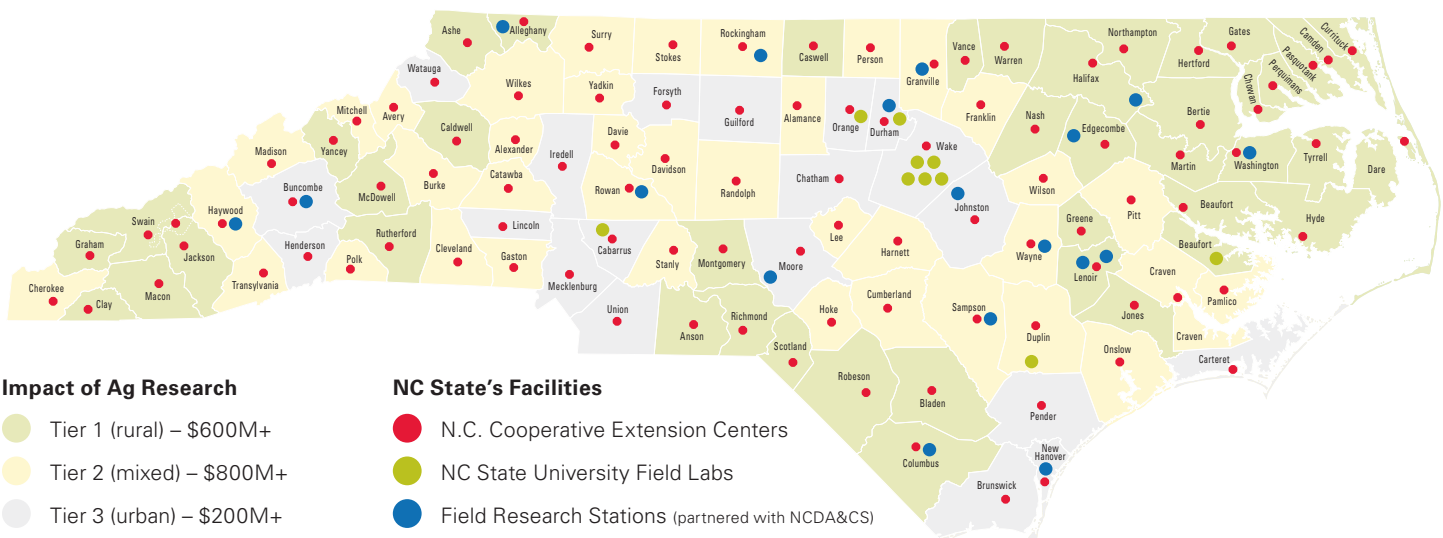 Ashe
Alleghany
Surry
Stokes
Rockingham
Caswell
Person
Granville
Vance
Warren
Northampton
Halifax
Hertford
Gates
Currituck
Camden
Pasquotank
Perquimans
Chowan
Watauga
Wilkes
Yadkin
Forsyth
Guilford
Alamance
Orange
Durham
Franklin
Nash
Edgecombe
Bertie
Mitchell
Avery
Caldwell
Alexander
Davie
Iredell
Davidson
Randolph
Chatham
Wake
Wilson
Martin
Washington
Tyrrell
Dare
Madison
Yancey
Burke
Catawba
Rowan
Johnston
Pitt
Beaufort
Hyde
Buncombe
McDowell
Swain
Haywood
Lincoln
Cabarrus
Lee
Greene
Beaufort
Graham
Jackson
Henderson
Rutherford
Polk
Cleveland
Gaston
Stanly
Montgomery
Moore
Harnett
Wayne
Lenoir
Craven
Pamlico
Cherokee
Clay
Macon
Transylvania
Mecklenburg
Union
Anson
Richmond
Hoke
Cumberland
Sampson
Duplin
Jones
Craven
Onslow
Carteret
Scotland
Robeson
Bladen
Pender
Columbus
New
Hanover
Brunswick
Impact of Ag Research
Tier 1 (rural) – $600M+
Tier 2 (mixed) – $800M+
Tier 3 (urban) – $200M+
NC State’s Facilities
N.C. Cooperative Extension Centers
NC State University Field Labs
Field Research Stations (partnered with NCDA&CS)